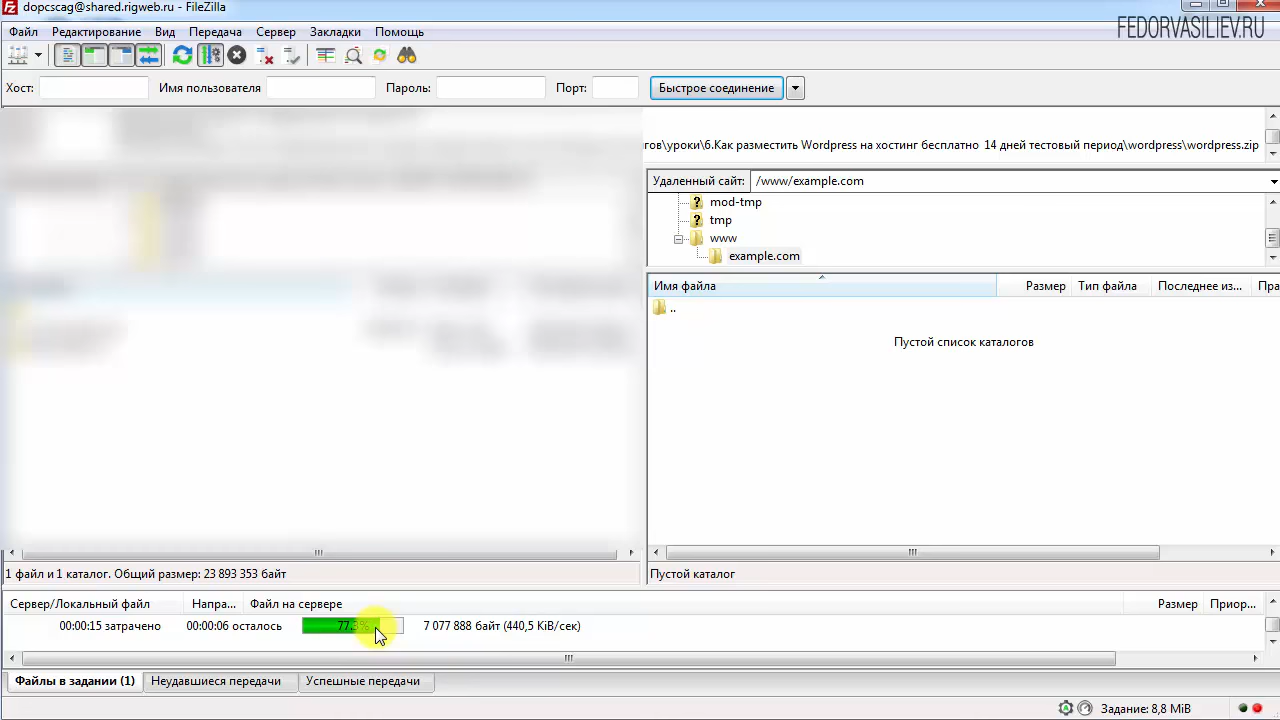 dopcscag@shared.rigweb.ru - FileZilla
FEDORVASILIEV.RU
Файл Редактирование Вид Передача Сервер Закладки Помощь
Хост: Имя пользователя Пароль: Порт: Быстрое соединение
гов\уроки\6.Как разместить Wordpress на хостинг бесплатно 14 дней тестовый период\wordpress\wordpress.zip
Удаленный сайт: /www/example.com
mod-tmp
tmp
www
example.com
Имя файла Размер Тип файла Последнее из... Пра
..
Пустой список каталогов
1 файл и 1 каталог. Общий размер: 23 893 353 байт
Пустой каталог
Сервер/Локальный файл Напра... Файл на сервере Размер Приор...
00:00:15 затрачено 00:00:06 осталось 77.3% 7 077 888 байт (440,5 KiB/сек)
Файлы в задании (1) Неудавшиеся передачи Успешные передачи
Задание: 8,8 MiB